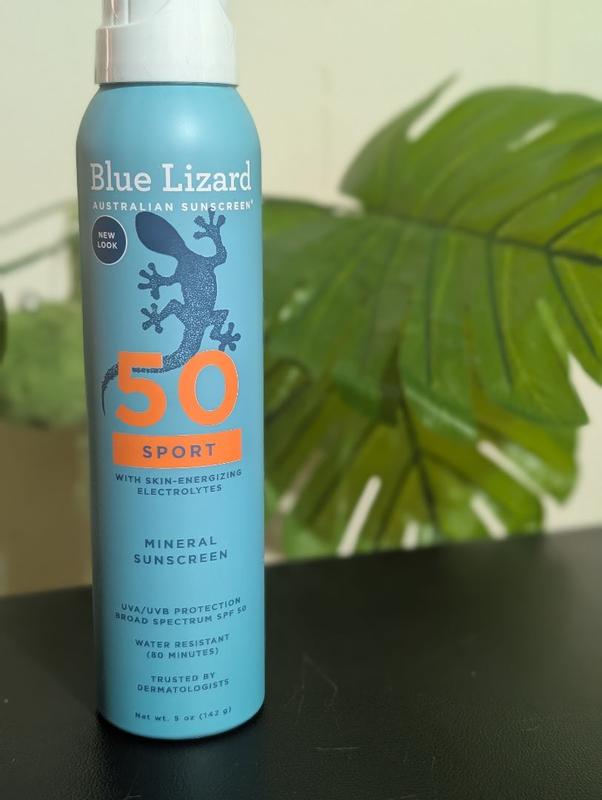 Blue Lizard
AUSTRALIAN SUNSCREEN®
NEW
LOOK
50
SPORT
WITH SKIN-ENERGIZING
ELECTROLYTES
MINERAL
SUNSCREEN
UVA/UVB PROTECTION
BROAD SPECTRUM SPF 50
WATER RESISTANT
(80 MINUTES)
TRUSTED BY
DERMATOLOGISTS
Net wt. 5 oz (142 g)